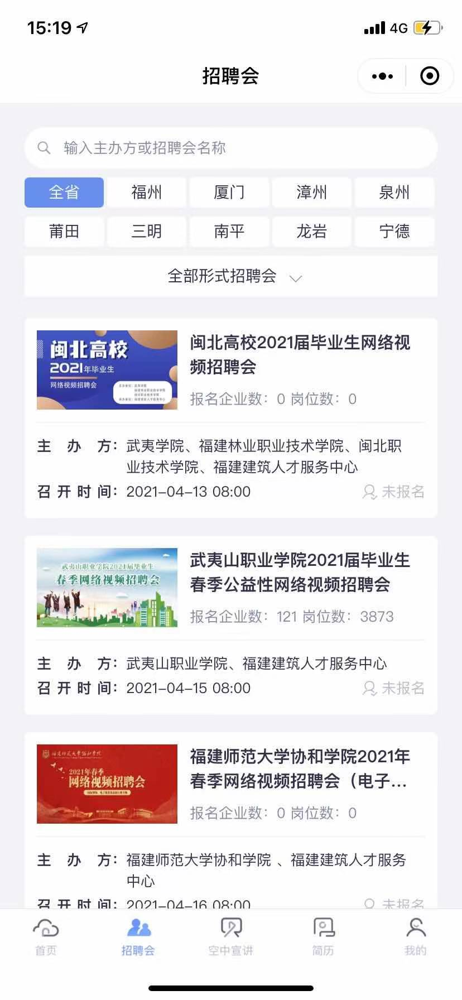 15:19
4G
招聘会
输入主办方或招聘会名称
全省 福州 厦门 漳州 泉州
莆田 三明 南平 龙岩 宁德
全部形式招聘会
闽北高校
2021年毕业生
网络视频招聘会
闽北高校2021届毕业生网络视
频招聘会
报名企业数：0 岗位数：0
主办方：武夷学院、福建林业职业技术学院、闽北职
业技术学院、福建建筑人才服务中心
召开时间：2021-04-13 08:00 未报名
武夷山职业学院2021届毕业生
春季网络视频招聘会
武夷山职业学院2021届毕业生
春季公益性网络视频招聘会
报名企业数：121 岗位数：3873
主办方：武夷山职业学院、福建建筑人才服务中心
召开时间：2021-04-15 08:00 未报名
福建师范大学协和学院
2021年春季
网络视频招聘会
福建师范大学协和学院2021年
春季网络视频招聘会（电子...
报名企业数：0 岗位数：0
主办方：福建师范大学协和学院 、福建建筑人才服务
中心
召开时间：2021-04-16 08:00 未报名
首页 招聘会 空中宣讲 简历 我的